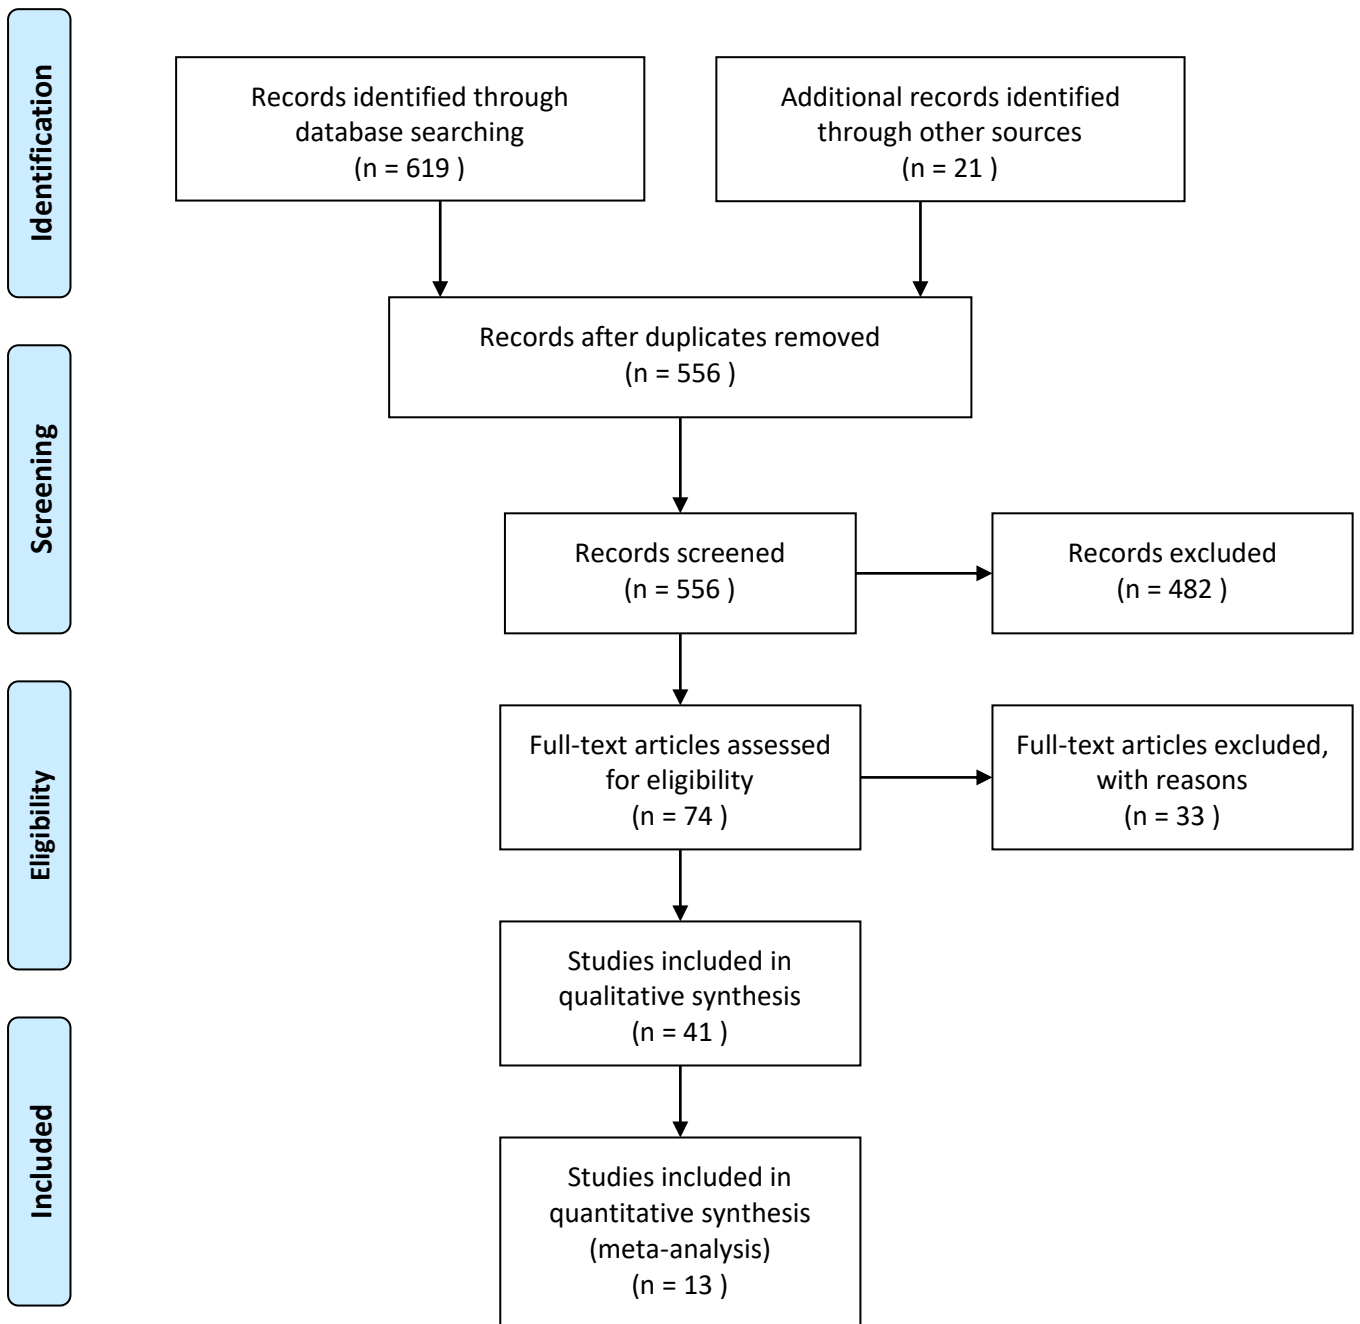 Identification
Records identified through
database searching
(n = 619 )
Additional records identified
through other sources
(n = 21 )
Records after duplicates removed
(n = 556 )
Screening
Records screened
(n = 556 )
Records excluded
(n = 482 )
Eligibility
Full-text articles assessed
for eligibility
(n = 74 )
Full-text articles excluded,
with reasons
(n = 33 )
Studies included in
qualitative synthesis
(n = 41 )
Included
Studies included in
quantitative synthesis
(meta-analysis)
(n = 13 )